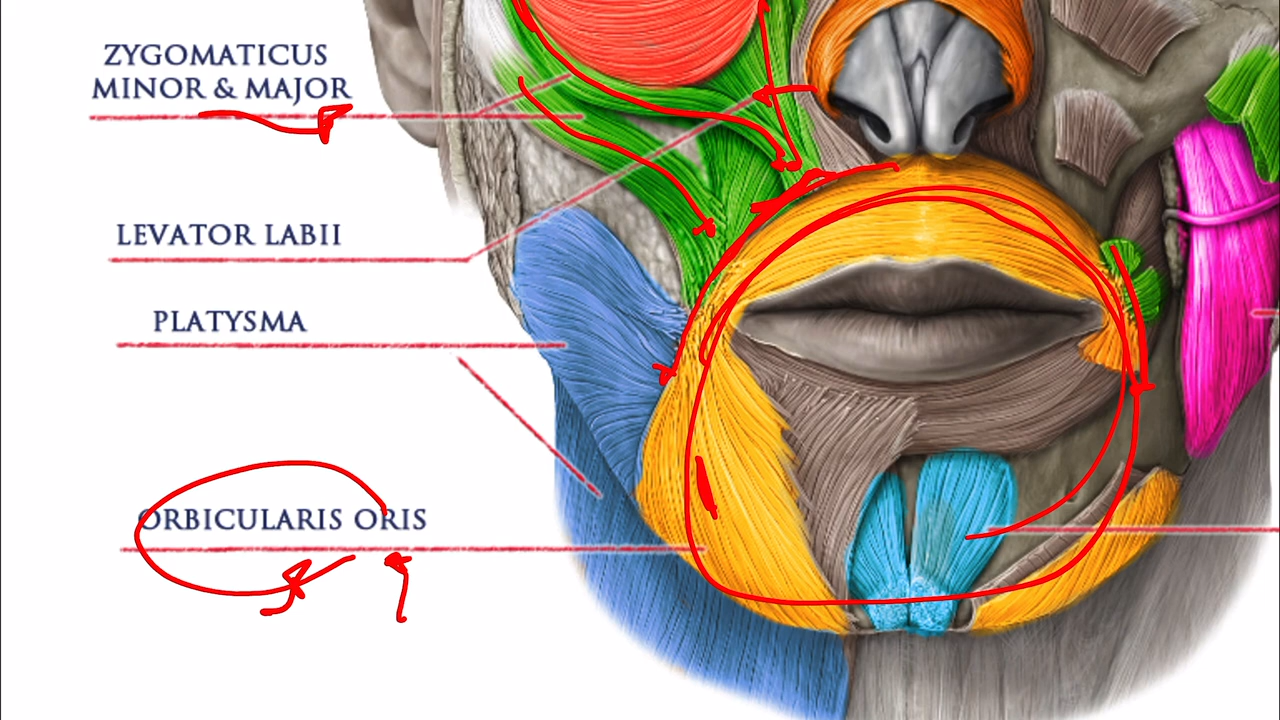 ZYGOMATICUS
MINOR & MAJOR
LEVATOR LABII
PLATYSMA
ORBICULARIS ORIS